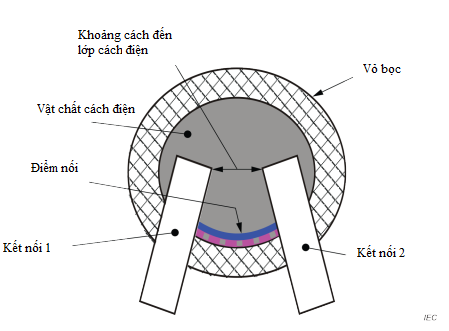 Khoảng cách đến
lớp cách điện
Vỏ bọc
Vật chất cách điện
Điểm nối
Kết nối 1
Kết nối 2
IEC